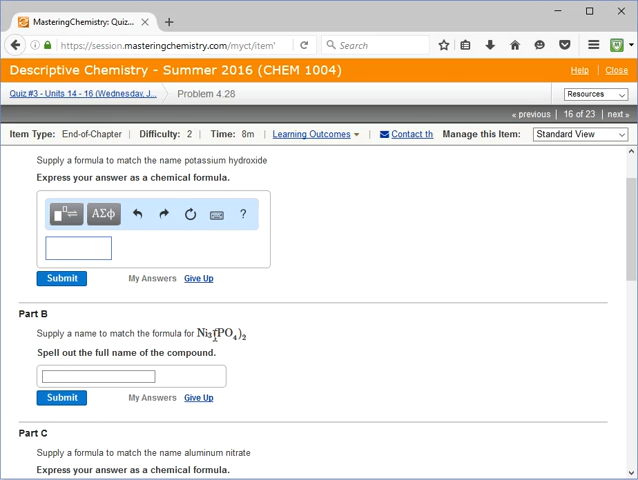 MasteringChemistry: Quiz...
https://session.masteringchemistry.com/myct/item'
Search
Descriptive Chemistry - Summer 2016 (CHEM 1004)
Help
Close
Quiz #3 - Units 14 - 16 (Wednesday, J...
Problem 4.28
Resources
« previous
16 of 23
next »
Item Type: End-of-Chapter
Difficulty: 2
Time: 8m
Learning Outcomes
Contact th
Manage this Item:
Standard View
Supply a formula to match the name potassium hydroxide
Express your answer as a chemical formula.
ΑΣϕ
?
Submit
My Answers
Give Up
Part B
Supply a name to match the formula for Ni₃(PO₄)₂
Spell out the full name of the compound.
Submit
My Answers
Give Up
Part C
Supply a formula to match the name aluminum nitrate
Express your answer as a chemical formula.